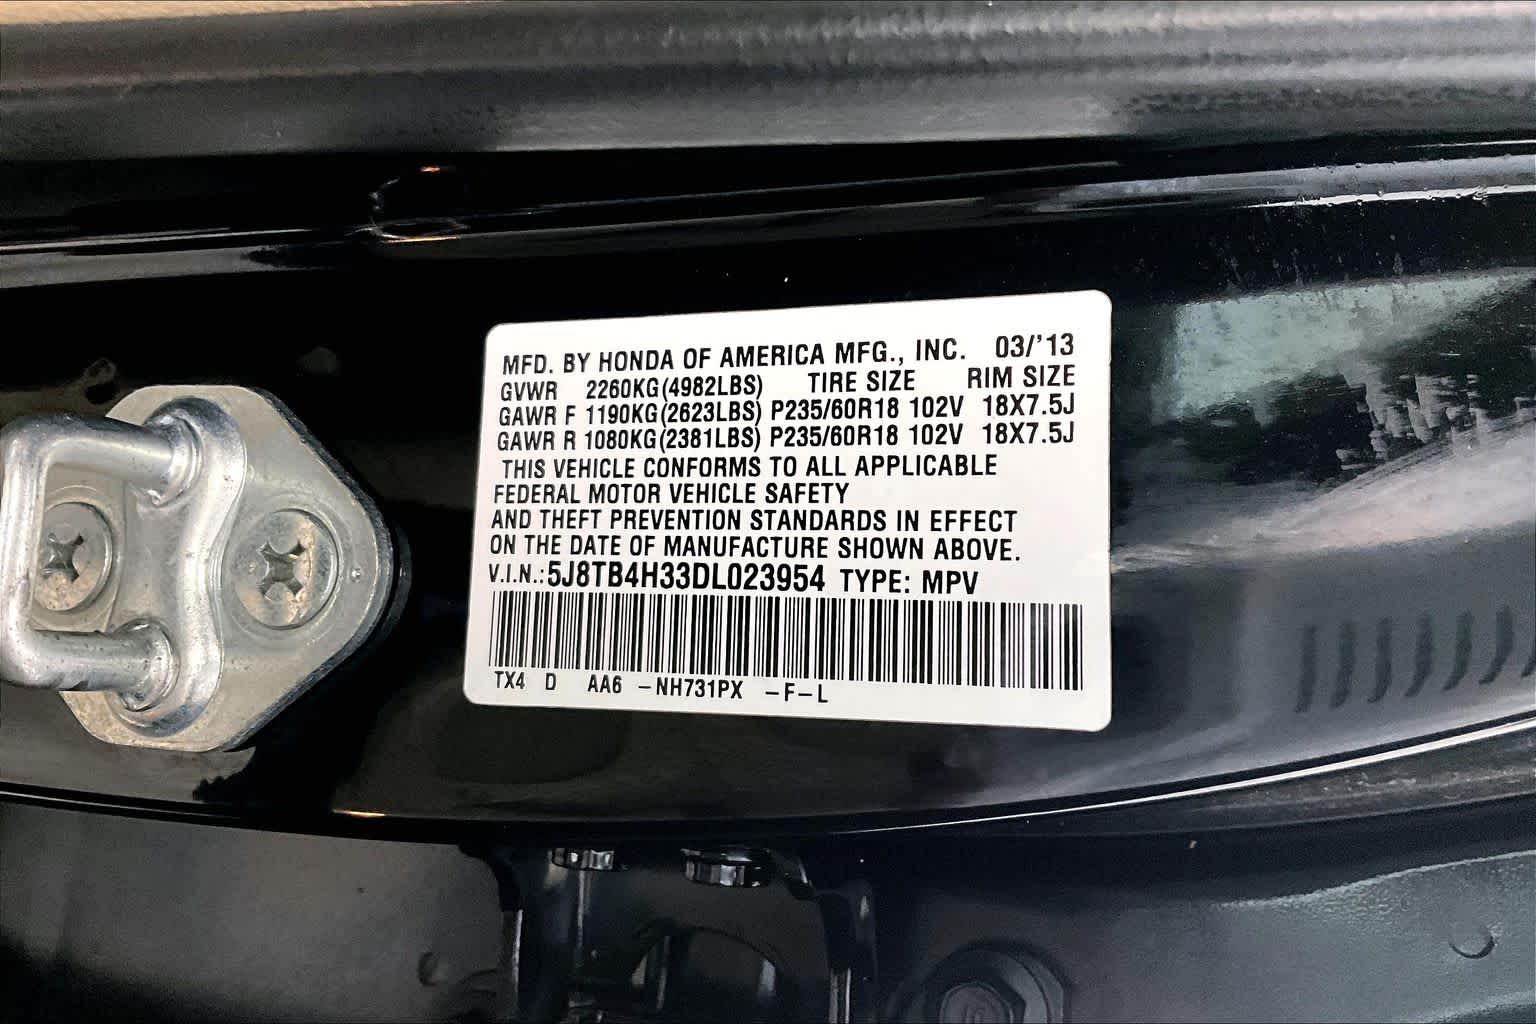 MFD. BY HONDA OF AMERICA MFG., INC. 03/'13
GVWR 2260KG(4982LBS) TIRE SIZE RIM SIZE
GAWR F 1190KG(2623LBS) P235/60R18 102V 18X7.5J
GAWR R 1080KG(2381LBS) P235/60R18 102V 18X7.5J
THIS VEHICLE CONFORMS TO ALL APPLICABLE
FEDERAL MOTOR VEHICLE SAFETY
AND THEFT PREVENTION STANDARDS IN EFFECT
ON THE DATE OF MANUFACTURE SHOWN ABOVE.
V.I.N.: 5J8TB4H33DL023954 TYPE: MPV
TX4 D AA6 -NH731PX -F-L